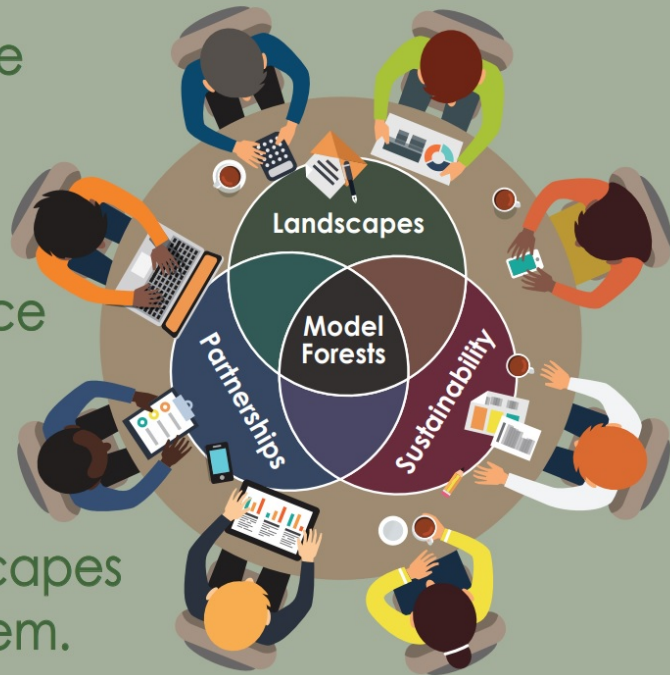 e
ce
capes
em.
Landscapes
Model
Forests
Partnerships
Sustainability